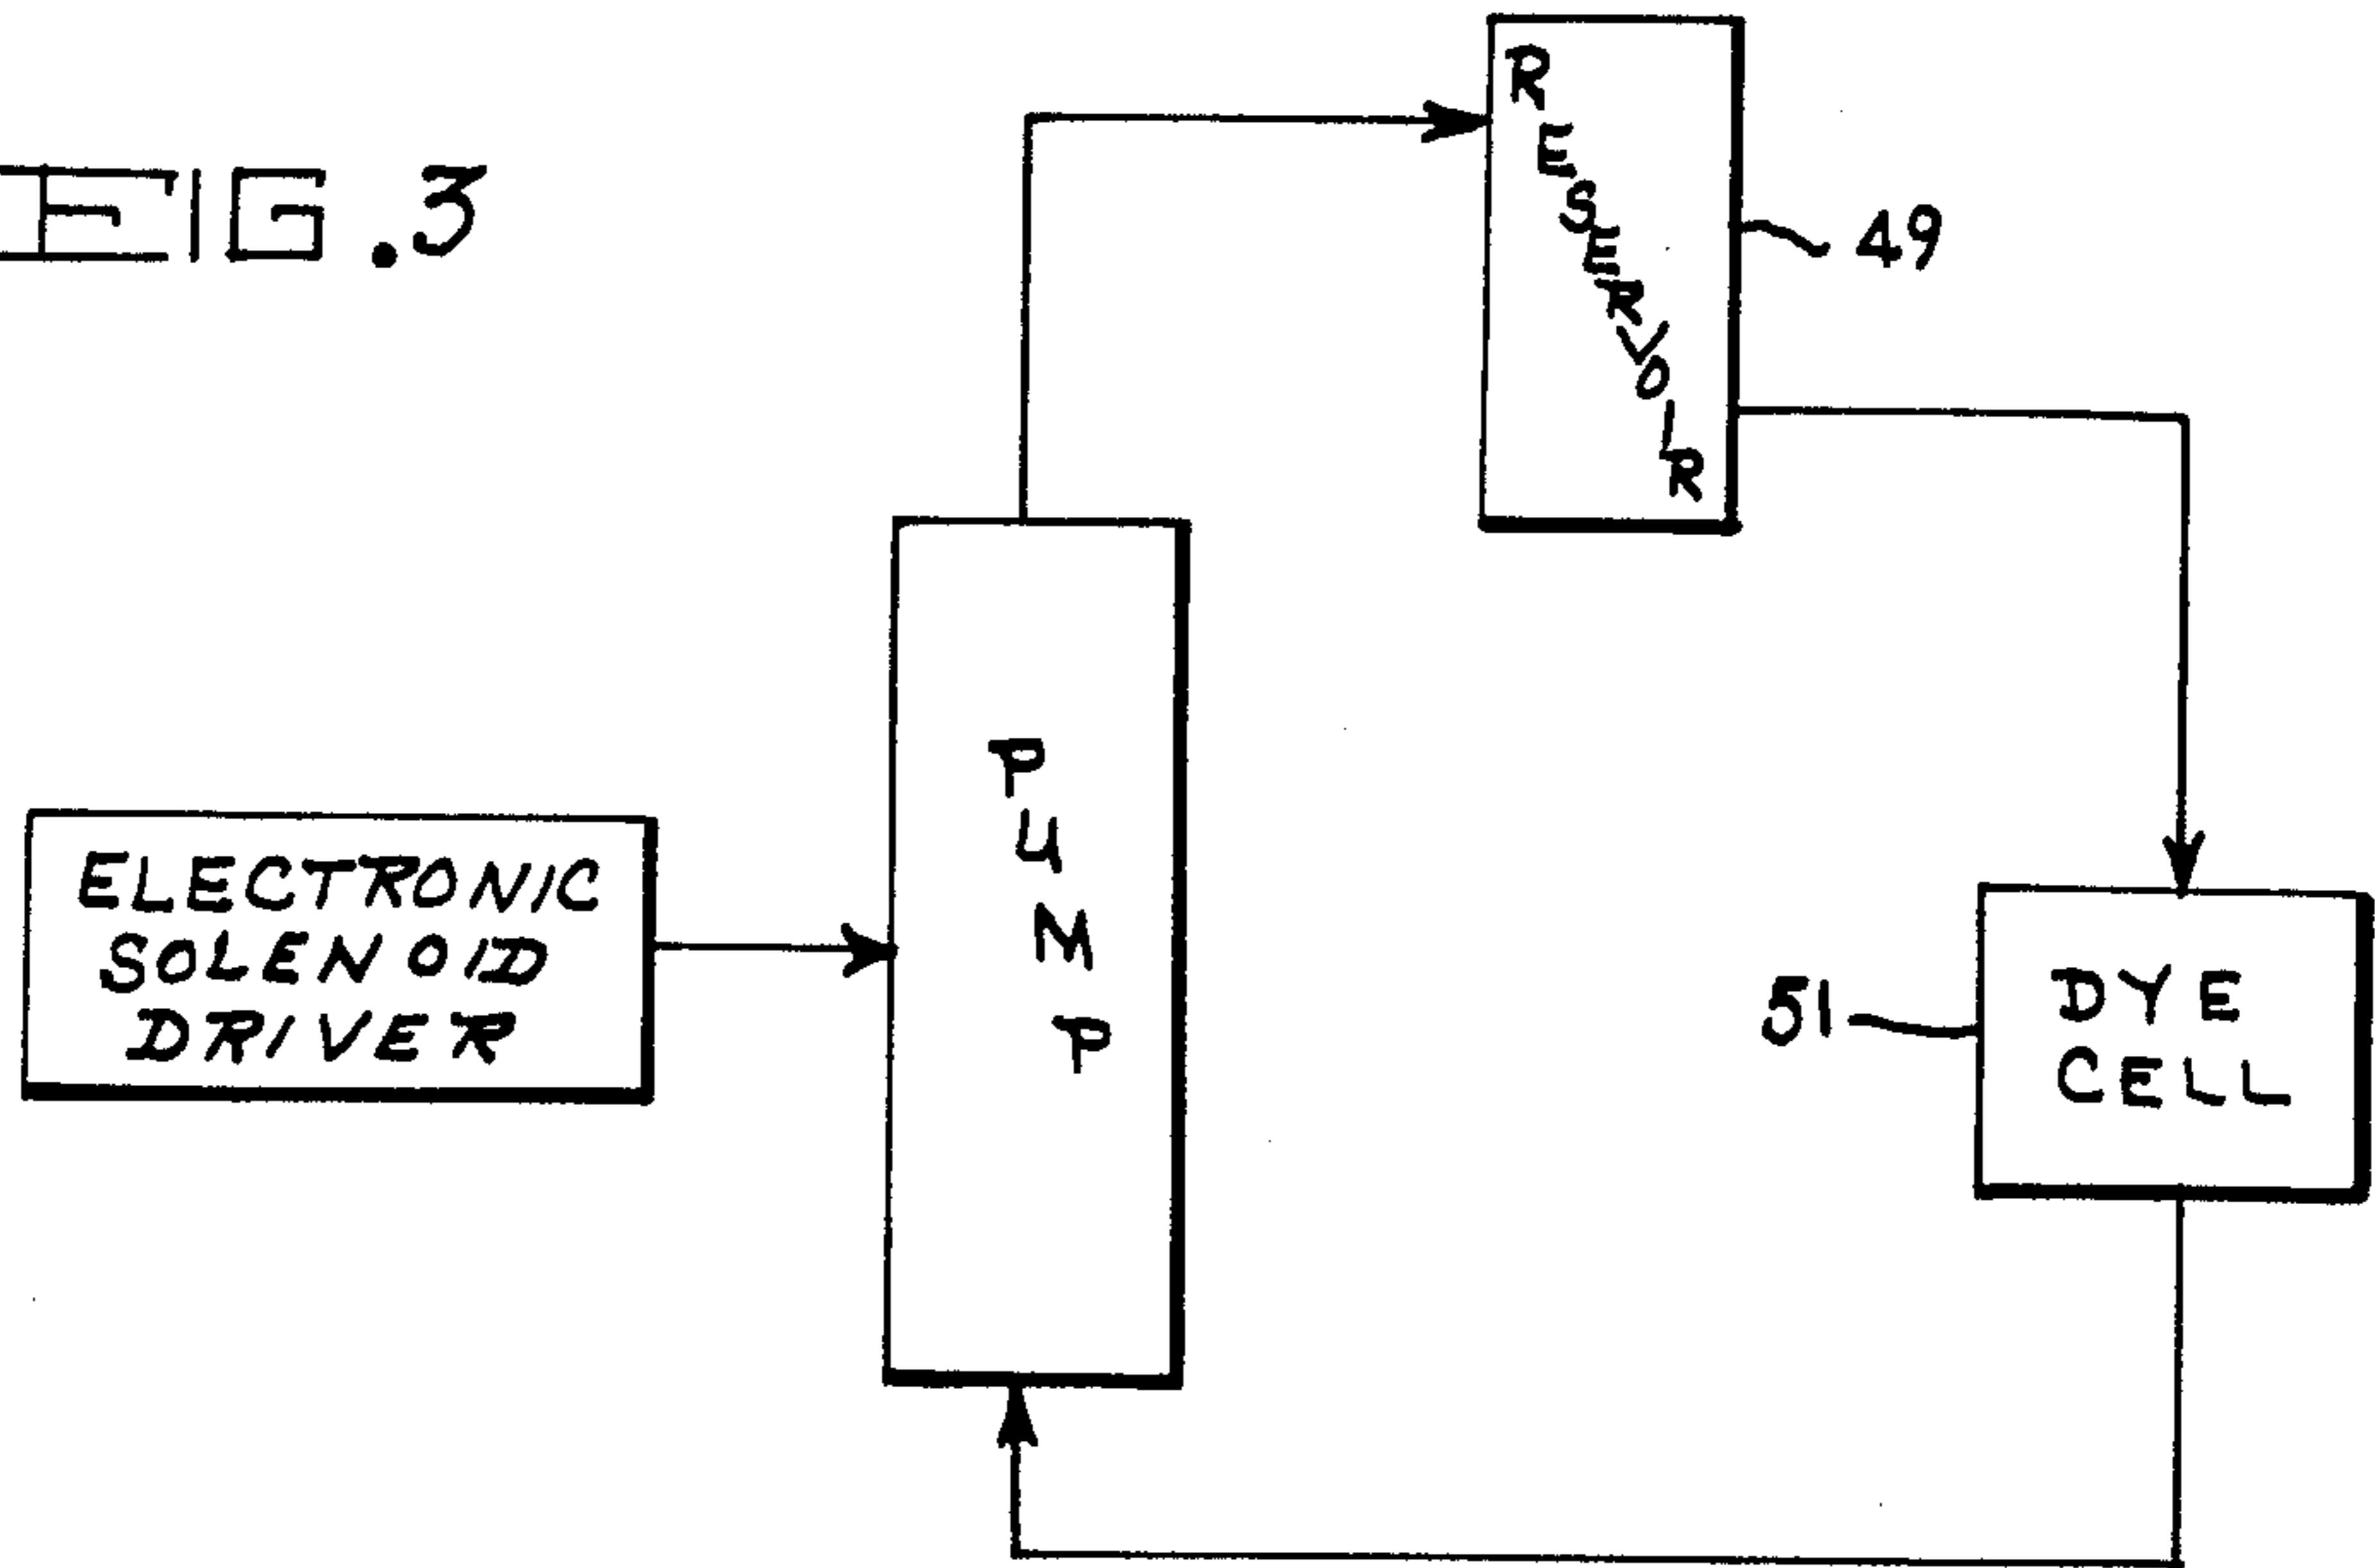 FIG.3
RESERVOIR
49
PUMP
ELECTRONIC
SOLENOID
DRIVER
51
DYE
CELL